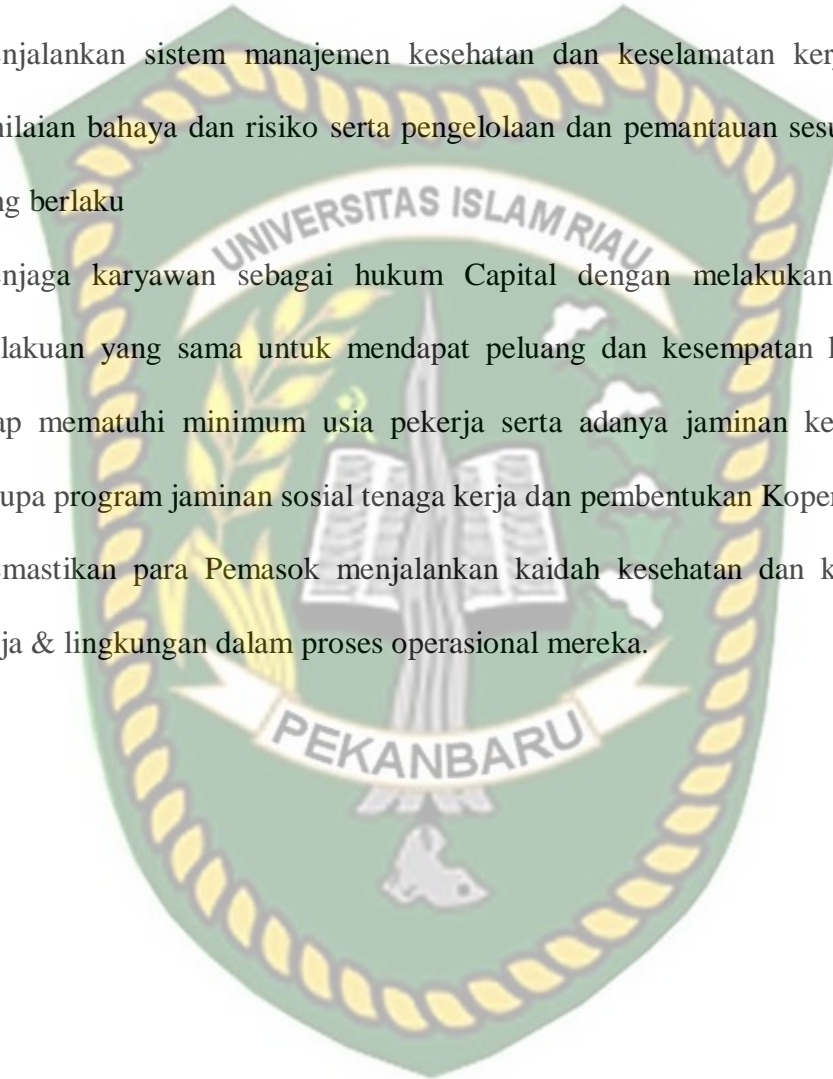 enjalankan sistem manajemen kesehatan dan keselamatan kerj
nilaian bahaya dan risiko serta pengelolaan dan pemantauan sesu
ng berlaku
UNIVERSITAS ISLAM RIAU
enjaga karyawan sebagai hukum Capital dengan melakukan
lakuan yang sama untuk mendapat peluang dan kesempatan
ap mematuhi minimum usia pekerja serta adanya jaminan ke
upa program jaminan sosial tenaga kerja dan pembentukan Koper
emastikan para Pemasok menjalankan kaidah kesehatan dan k
ja & lingkungan dalam proses operasional mereka.
PEKANBARU